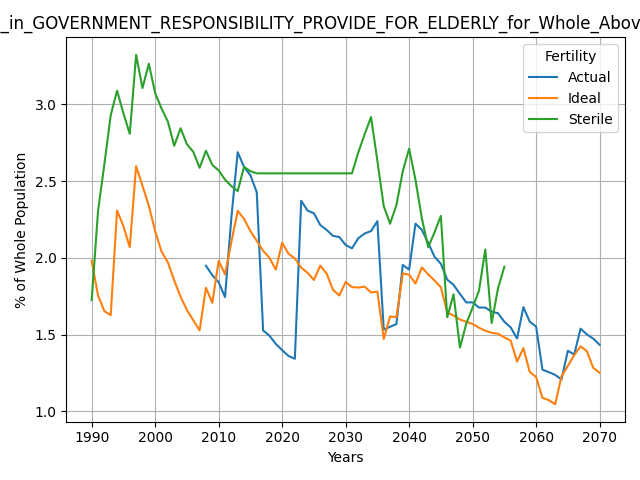 _in_GOVERNMENT_RESPONSIBILITY_PROVIDE_FOR_ELDERLY_for_Whole_Abov
Fertility
Actual
Ideal
Sterile
% of Whole Population
3.0
2.5
2.0
1.5
1.0
1990 2000 2010 2020 2030 2040 2050 2060 2070
Years